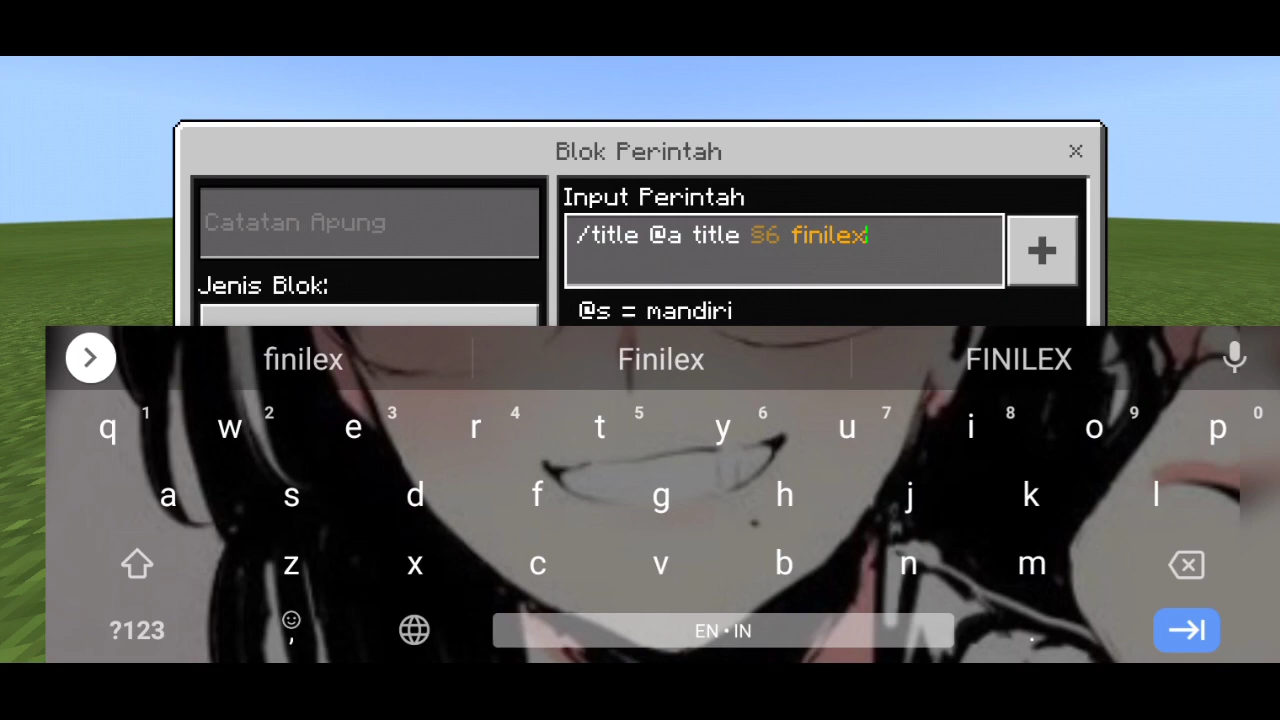 Blok Perintah
Catatan Apung
Jenis Blok:
Input Perintah
/title @a title §6 finilex
@s = mandiri
finilex Finilex FINILEX
q 1 w 2 e 3 r 4 t 5 y 6 u 7 i 8 o 9 p 0
a s d f g h j k l
z x c v b n m
?123 , EN • IN .